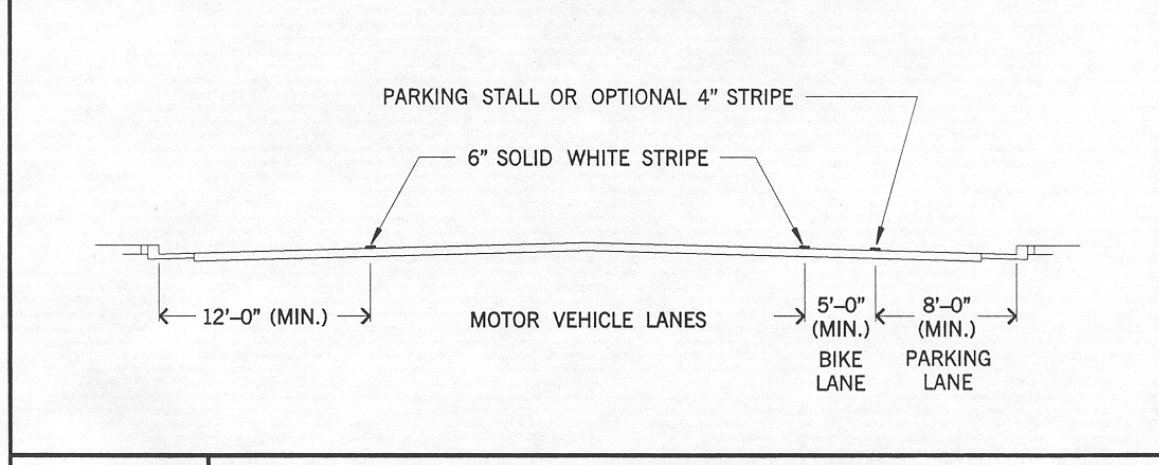 PARKING STALL OR OPTIONAL 4" STRIPE
6" SOLID WHITE STRIPE
12'–0" (MIN.)
MOTOR VEHICLE LANES
5'–0"
(MIN.)
BIKE
LANE
8'–0"
(MIN.)
PARKING
LANE